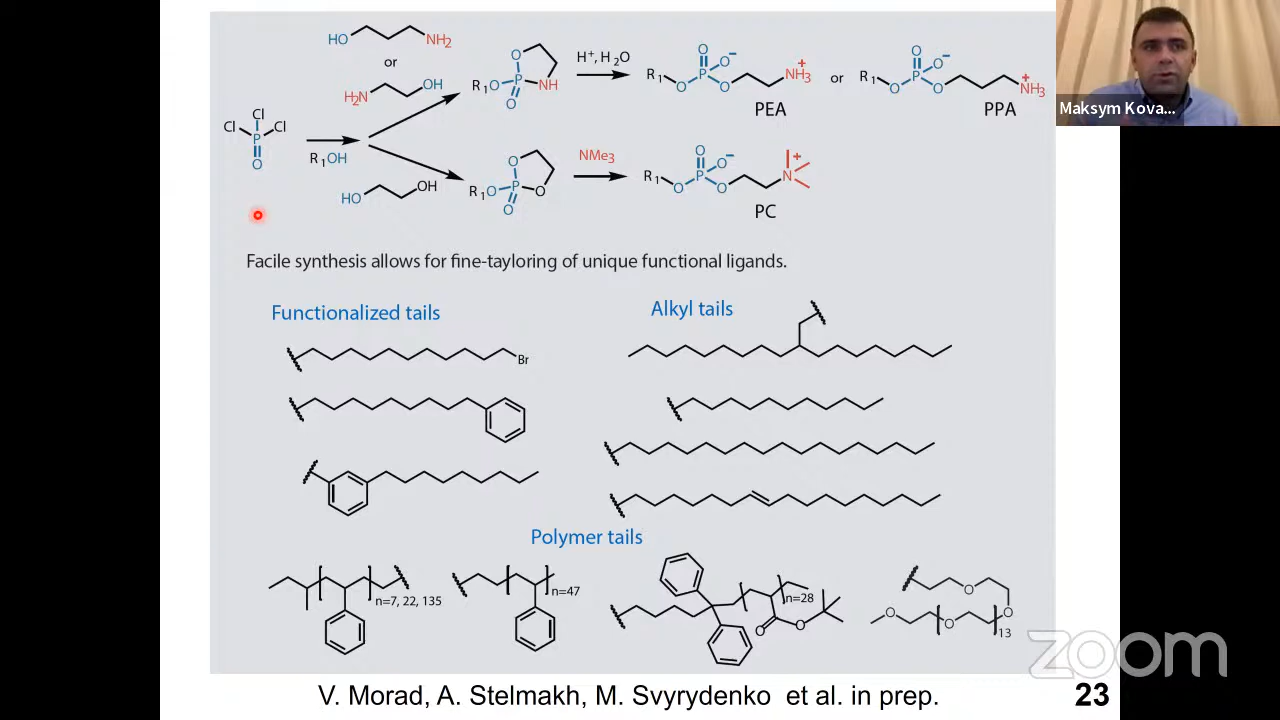 HO NH2
or
H2N OH
Cl
Cl Cl
P
O
R1OH
HO OH
O
R1O P NH
O
H+, H2O
O
R1 O P O- O NH3+
PEA
or
O
R1 O P O- O NH3+
PPA
O
R1O P O
O
NMe3
O
R1 O P O- O N+
PC
Maksym Kova...
Facile synthesis allows for fine-tayloring of unique functional ligands.
Functionalized tails
Alkyl tails
Br
Polymer tails
n=7, 22, 135
n=47
n=28
O O
O
O
O O
13
zoom
V. Morad, A. Stelmakh, M. Svyrydenko et al. in prep.
23